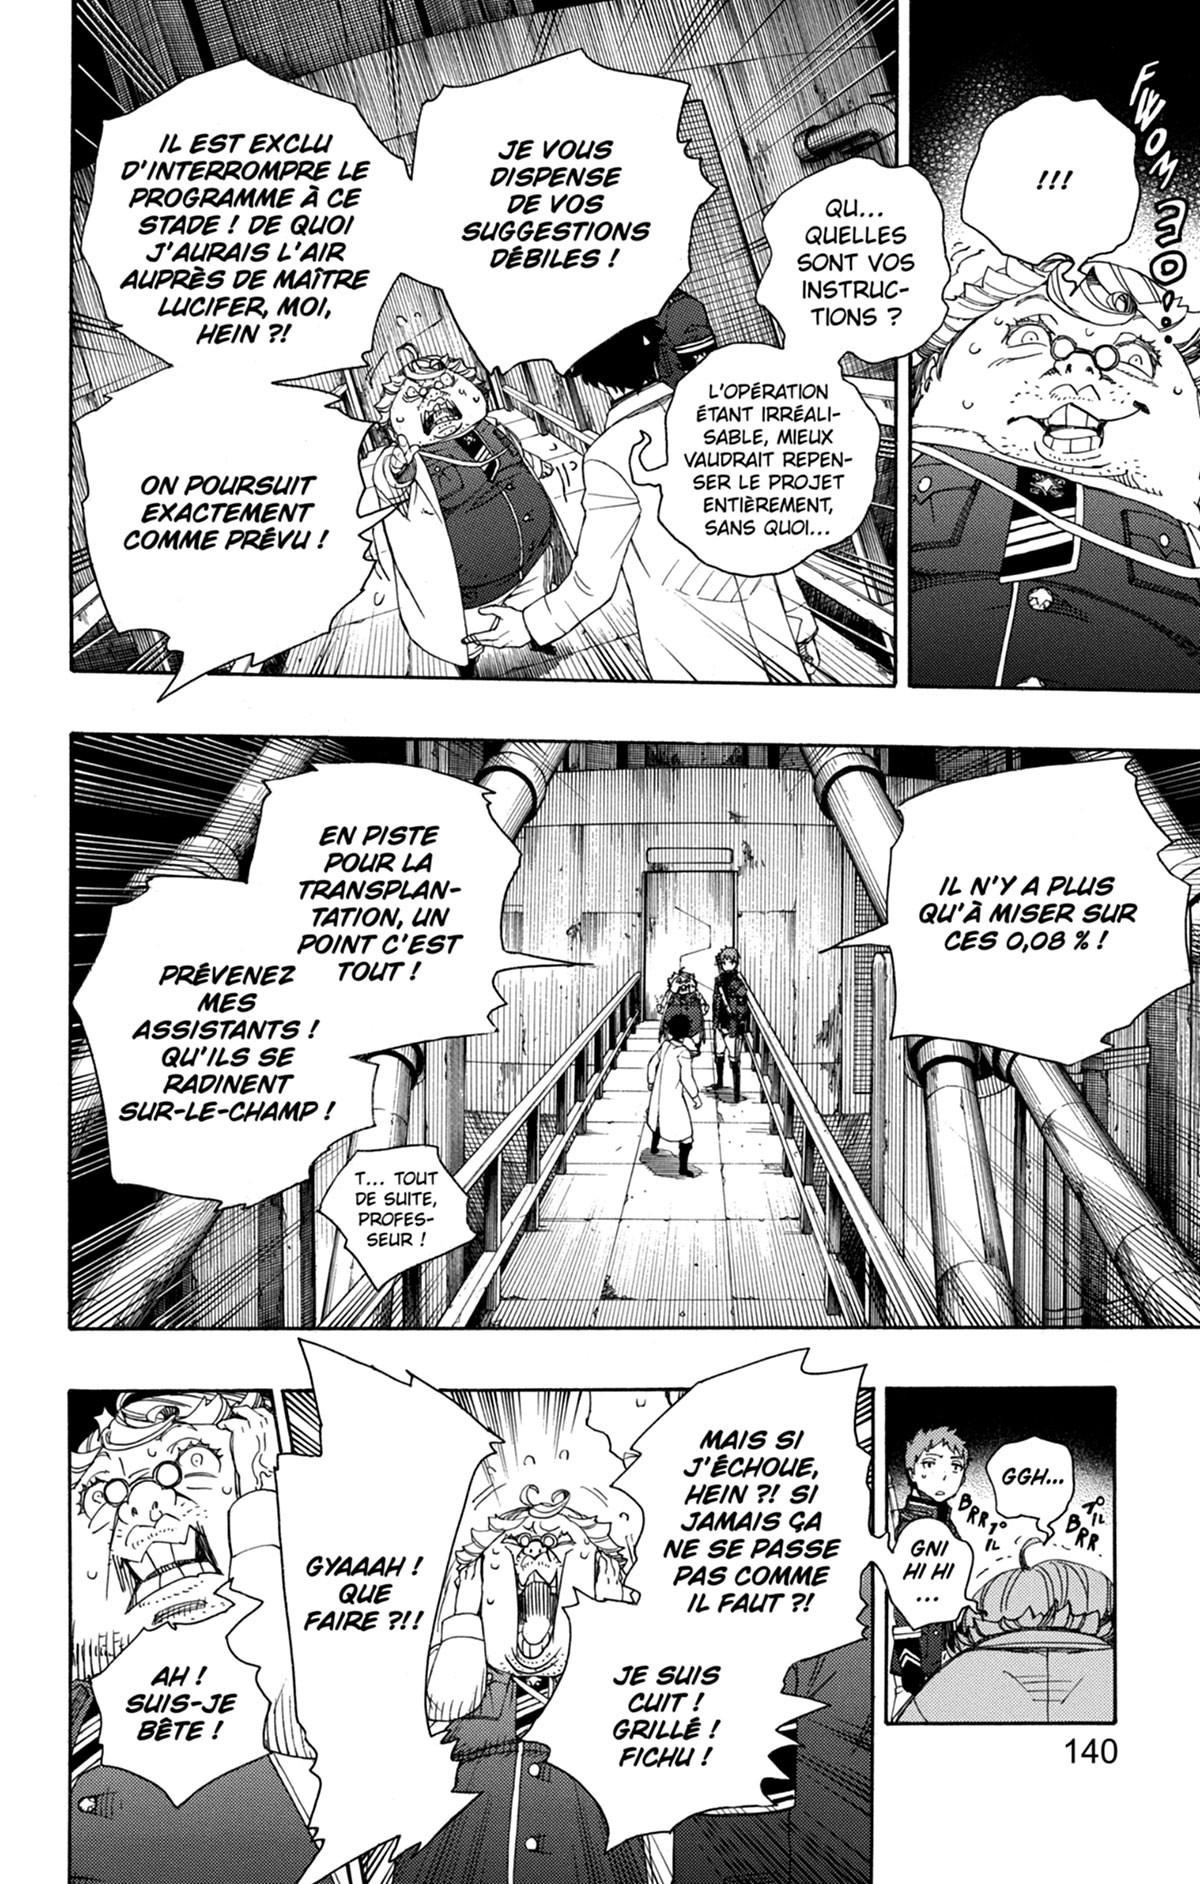 FWOM
!!!
QU...
QUELLES
SONT VOS
INSTRUC-
TIONS ?
L'OPÉRATION
ÉTANT IRRÉALI-
SABLE, MIEUX
VAUDRAIT REPEN-
SER LE PROJET
ENTIÈREMENT,
SANS QUOI...
JE VOUS
DISPENSE
DE VOS
SUGGESTIONS
DÉBILES !
IL EST EXCLU
D'INTERROMPRE LE
PROGRAMME À CE
STADE ! DE QUOI
J'AURAIS L'AIR
AUPRÈS DE MAÎTRE
LUCIFER, MOI,
HEIN ?!
ON POURSUIT
EXACTEMENT
COMME PRÉVU !
IL N'Y A PLUS
QU'À MISER SUR
CES 0,08 % !
EN PISTE
POUR LA
TRANSPLAN-
TATION, UN
POINT C'EST
TOUT !
PRÉVENEZ
MES
ASSISTANTS !
QU'ILS SE
RADINENT
SUR-LE-CHAMP !
T... TOUT
DE SUITE,
PROFES-
SEUR !
GGH...
BRR
BRR
GNI
HI HI
...
MAIS SI
J'ÉCHOUE,
HEIN ?! SI
JAMAIS ÇA
NE SE PASSE
PAS COMME
IL FAUT ?!
JE SUIS
CUIT !
GRILLÉ !
FICHU !
GYAAAH !
QUE
FAIRE ?!!
AH !
SUIS-JE
BÊTE !
140